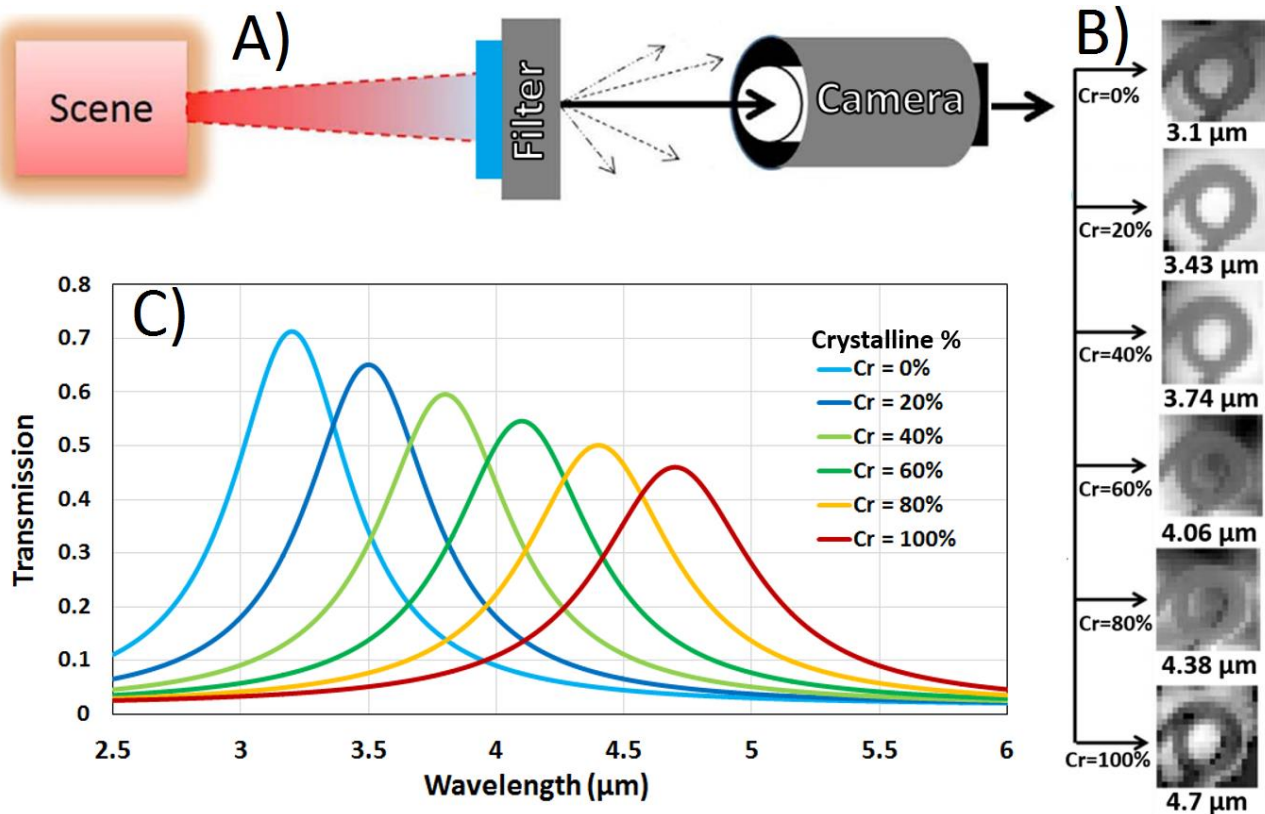 A)
Scene
Filter
Camera
B)
Cr=0%
3.1 µm
Cr=20%
3.43 µm
Cr=40%
3.74 µm
Cr=60%
4.06 µm
Cr=80%
4.38 µm
Cr=100%
4.7 µm
C)
Transmission
0.8
0.7
0.6
0.5
0.4
0.3
0.2
0.1
0
Crystalline %
Cr = 0%
Cr = 20%
Cr = 40%
Cr = 60%
Cr = 80%
Cr = 100%
2.5 3 3.5 4 4.5 5 5.5 6
Wavelength (µm)